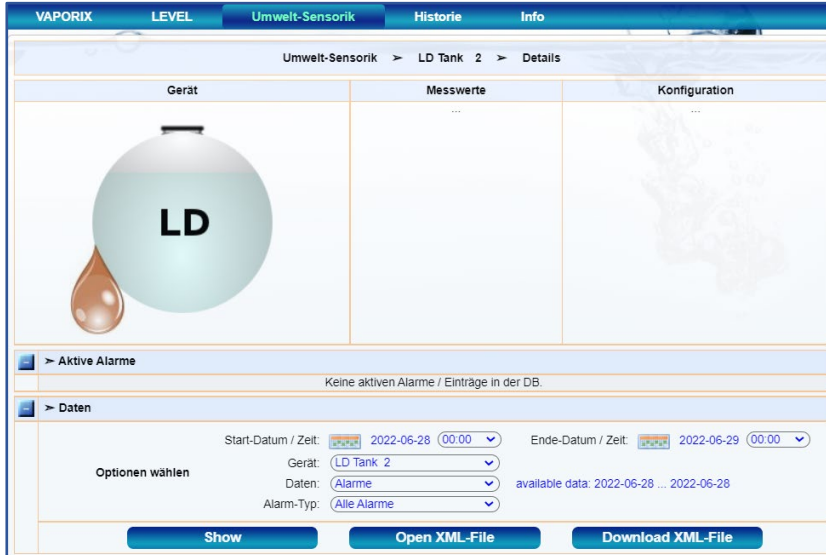 VAPORIX LEVEL Umwelt-Sensorik Historie Info
Umwelt-Sensorik ➢ LD Tank 2 ➢ Details
Gerät Messwerte Konfiguration
... ...
LD
- ➢ Aktive Alarme
Keine aktiven Alarme / Einträge in der DB.
- ➢ Daten
Start-Datum / Zeit: 2022-06-28 00:00 Ende-Datum / Zeit: 2022-06-29 00:00
Optionen wählen
Gerät: LD Tank 2
Daten: Alarme available data: 2022-06-28 ... 2022-06-28
Alarm-Typ: Alle Alarme
Show Open XML-File Download XML-File